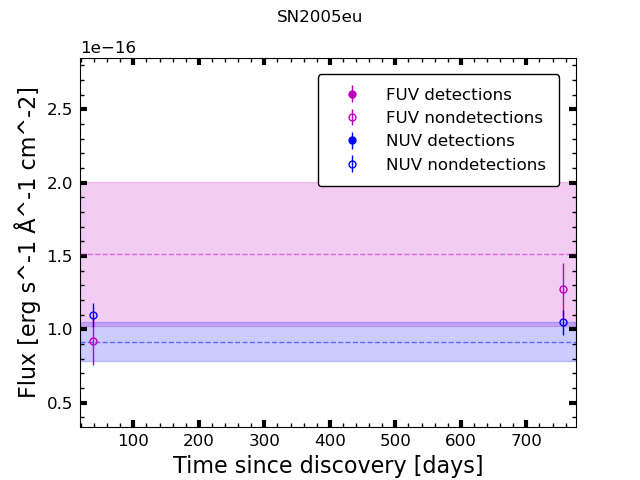 SN2005eu
1e−16
Flux [erg s^-1 Å^-1 cm^-2]
2.5
2.0
1.5
1.0
0.5
FUV detections
FUV nondetections
NUV detections
NUV nondetections
100 200 300 400 500 600 700
Time since discovery [days]